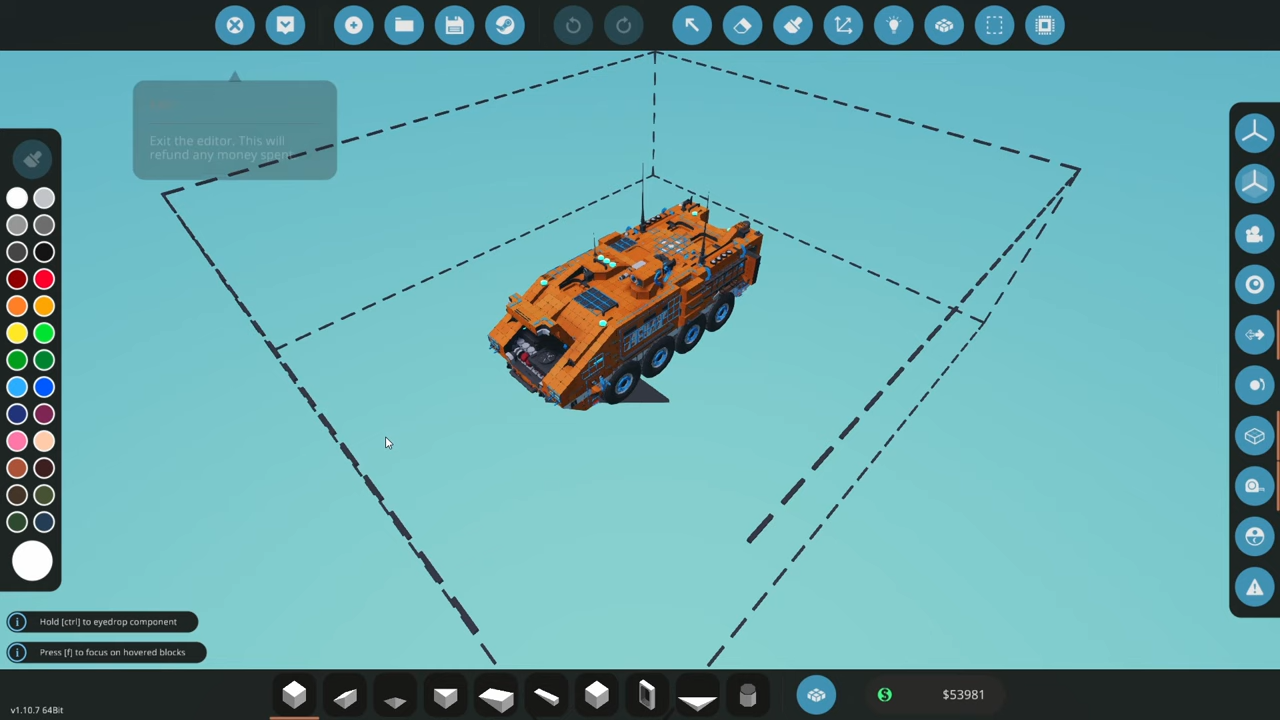 Exit the editor. This will
refund any money spent.
Hold [ctrl] to eyedrop component
Press [f] to focus on hovered blocks
$53981
v1.10.7 64Bit